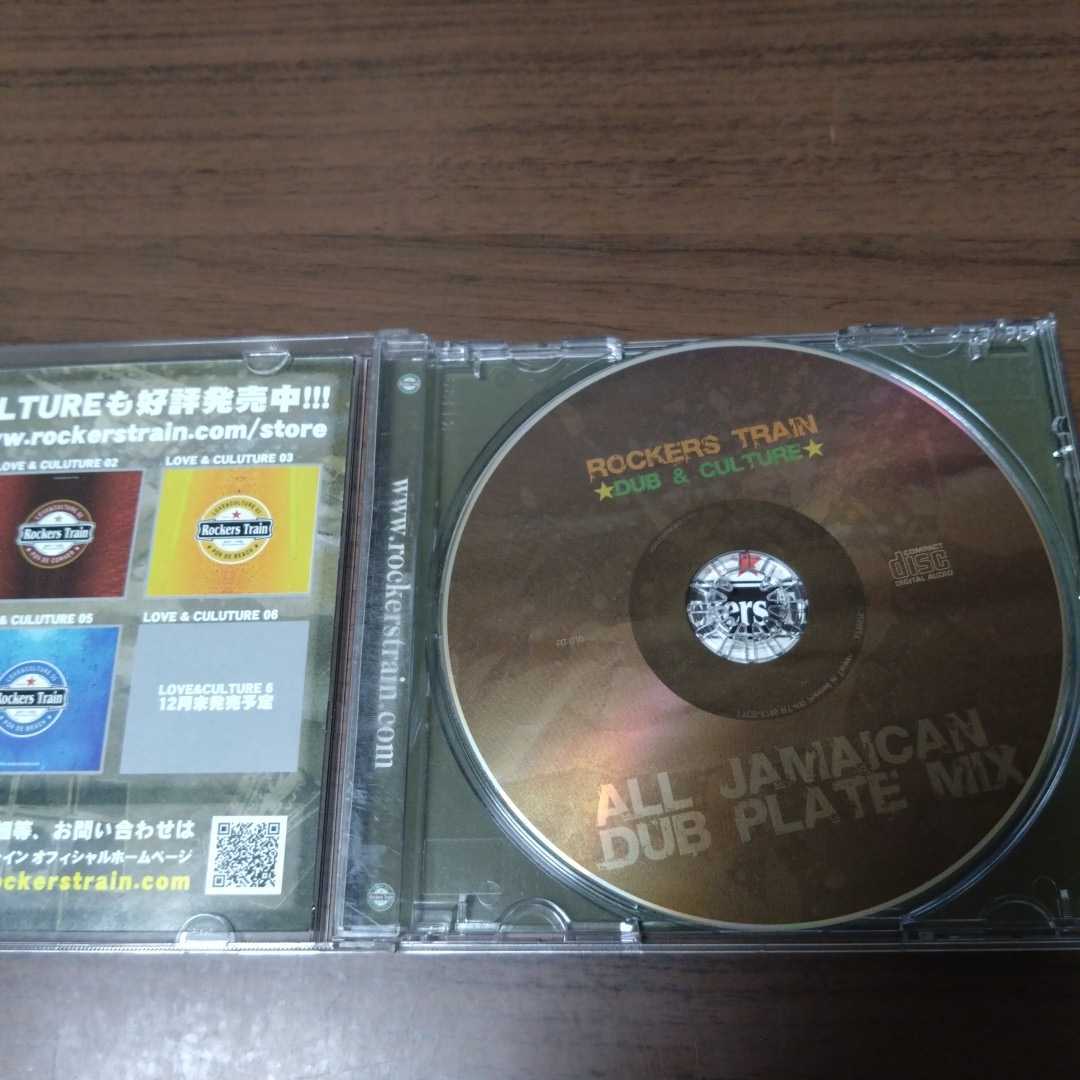 LTUREも好評発売中!!!
w.rockerstrain.com/store
LOVE & CULUTURE 02
LOVE & CULUTURE 03
Rockers Train
Rockers Train
& CULUTURE 05
LOVE & CULUTURE 06
Rockers Train
LOVE&CULTURE 6
12月末発売予定
等、お問い合わせは
イン オフィシャルホームページ
ockerstrain.com
www.rockerstrain.com
ROCKERS TRAIN
★DUB & CULTURE★
COMPACT
disc
DIGITAL AUDIO
ALL JAMAICAN
DUB PLATE MIX